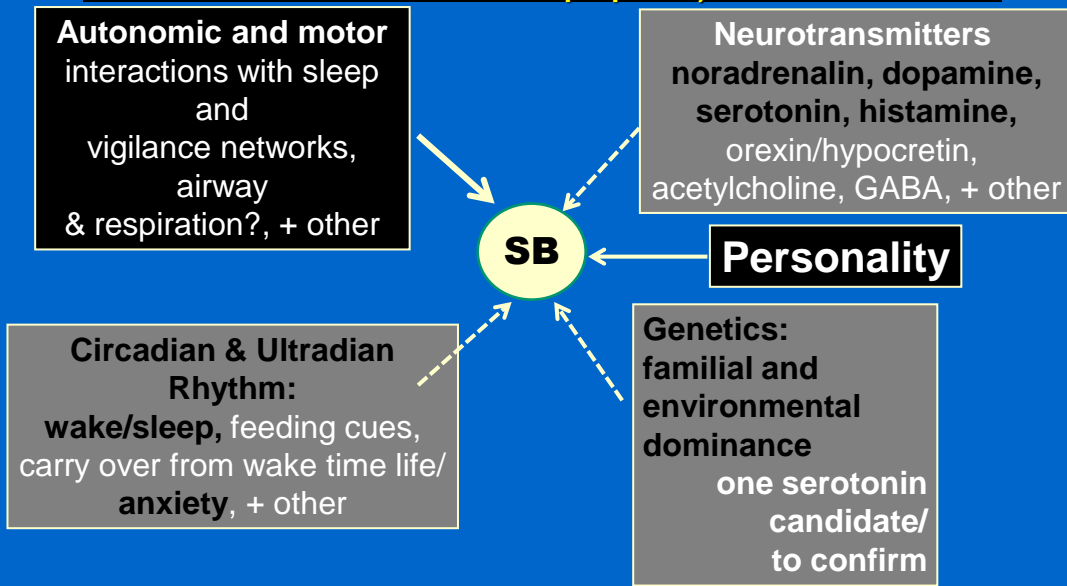 Autonomic and motor
interactions with sleep
and
vigilance networks,
airway
& respiration?, + other
Neurotransmitters
noradrenalin, dopamine,
serotonin, histamine,
orexin/hypocretin,
acetylcholine, GABA, + other
SB
Personality
Circadian & Ultradian
Rhythm:
wake/sleep, feeding cues,
carry over from wake time life/
anxiety, + other
Genetics:
familial and
environmental
dominance
one serotonin
candidate/
to confirm